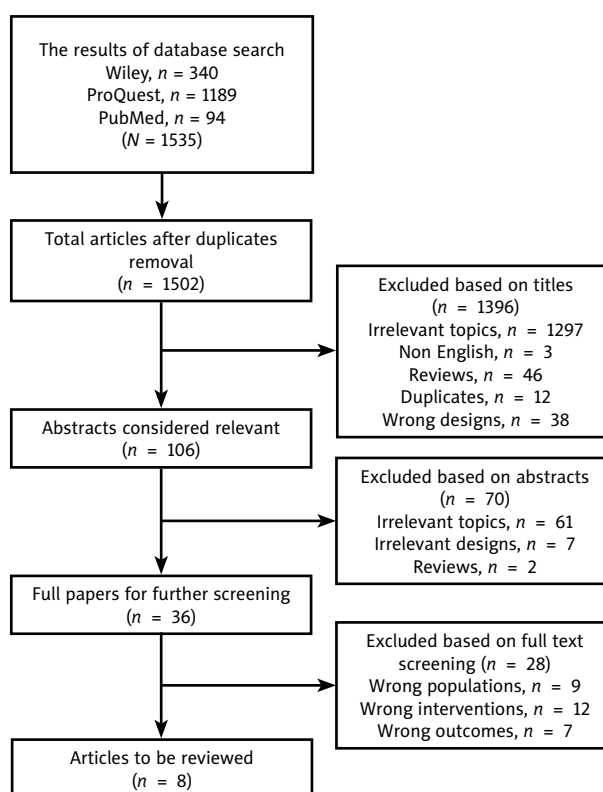 The results of database search
Wiley, n = 340
ProQuest, n = 1189
PubMed, n = 94
(N = 1535)
Total articles after duplicates
removal
(n = 1502)
Excluded based on titles
(n = 1396)
Irrelevant topics, n = 1297
Non English, n = 3
Reviews, n = 46
Duplicates, n = 12
Wrong designs, n = 38
Abstracts considered relevant
(n = 106)
Excluded based on abstracts
(n = 70)
Irrelevant topics, n = 61
Irrelevant designs, n = 7
Reviews, n = 2
Full papers for further screening
(n = 36)
Excluded based on full text
screening (n = 28)
Wrong populations, n = 9
Wrong interventions, n = 12
Wrong outcomes, n = 7
Articles to be reviewed
(n = 8)